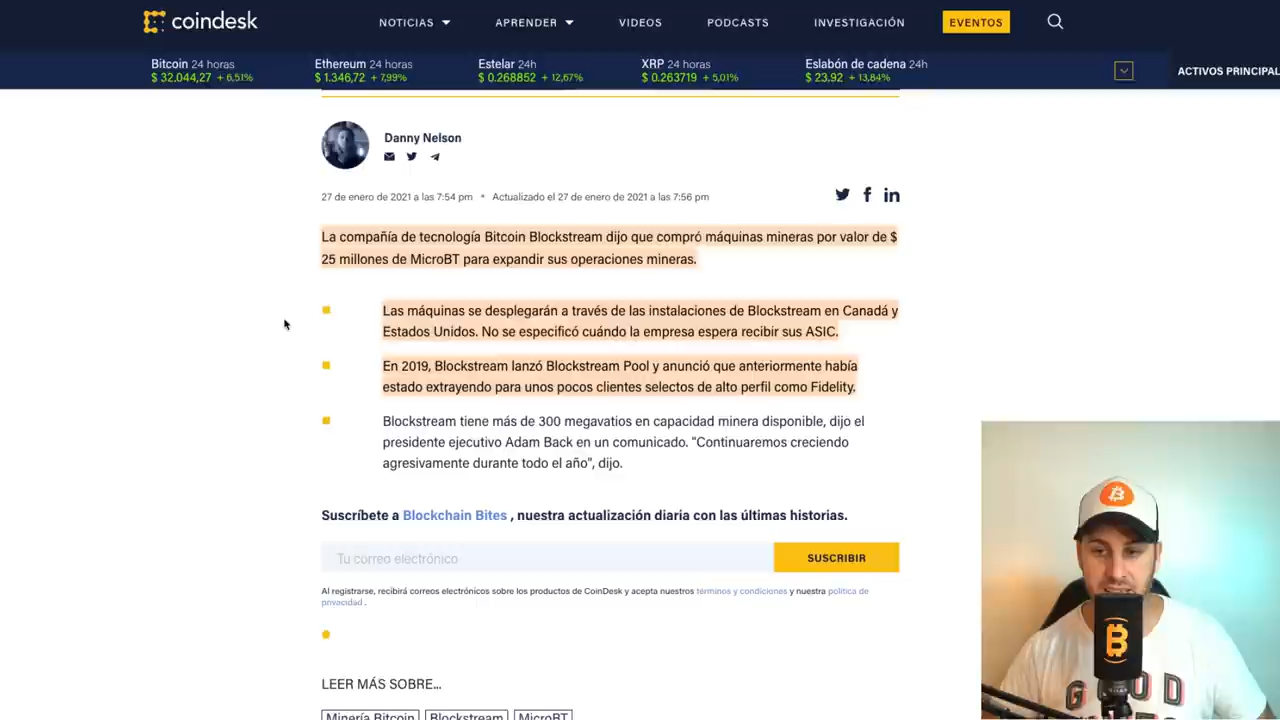 coindesk
NOTICIAS
APRENDER
VIDEOS
PODCASTS
INVESTIGACIÓN
EVENTOS
Bitcoin 24 horas
$ 32.044,27 + 6,51%
Ethereum 24 horas
$ 1.346,72 + 7,99%
Estelar 24h
$ 0.268852 + 12,67%
XRP 24 horas
$ 0.263719 + 5,01%
Eslabón de cadena 24h
$ 23,92 + 13,84%
ACTIVOS PRINCIPAL
Danny Nelson
27 de enero de 2021 a las 7:54 pm • Actualizado el 27 de enero de 2021 a las 7:56 pm
La compañía de tecnología Bitcoin Blockstream dijo que compró máquinas mineras por valor de $
25 millones de MicroBT para expandir sus operaciones mineras.
Las máquinas se desplegarán a través de las instalaciones de Blockstream en Canadá y
Estados Unidos. No se especificó cuándo la empresa espera recibir sus ASIC.
En 2019, Blockstream lanzó Blockstream Pool y anunció que anteriormente había
estado extrayendo para unos pocos clientes selectos de alto perfil como Fidelity.
Blockstream tiene más de 300 megavatios en capacidad minera disponible, dijo el
presidente ejecutivo Adam Back en un comunicado. "Continuaremos creciendo
agresivamente durante todo el año", dijo.
Suscríbete a Blockchain Bites , nuestra actualización diaria con las últimas historias.
Tu correo electrónico
SUSCRIBIR
Al registrarse, recibirá correos electrónicos sobre los productos de CoinDesk y acepta nuestros términos y condiciones y nuestra política de
privacidad .
LEER MÁS SOBRE...
Minería Bitcoin
Blockstream
MicroBT